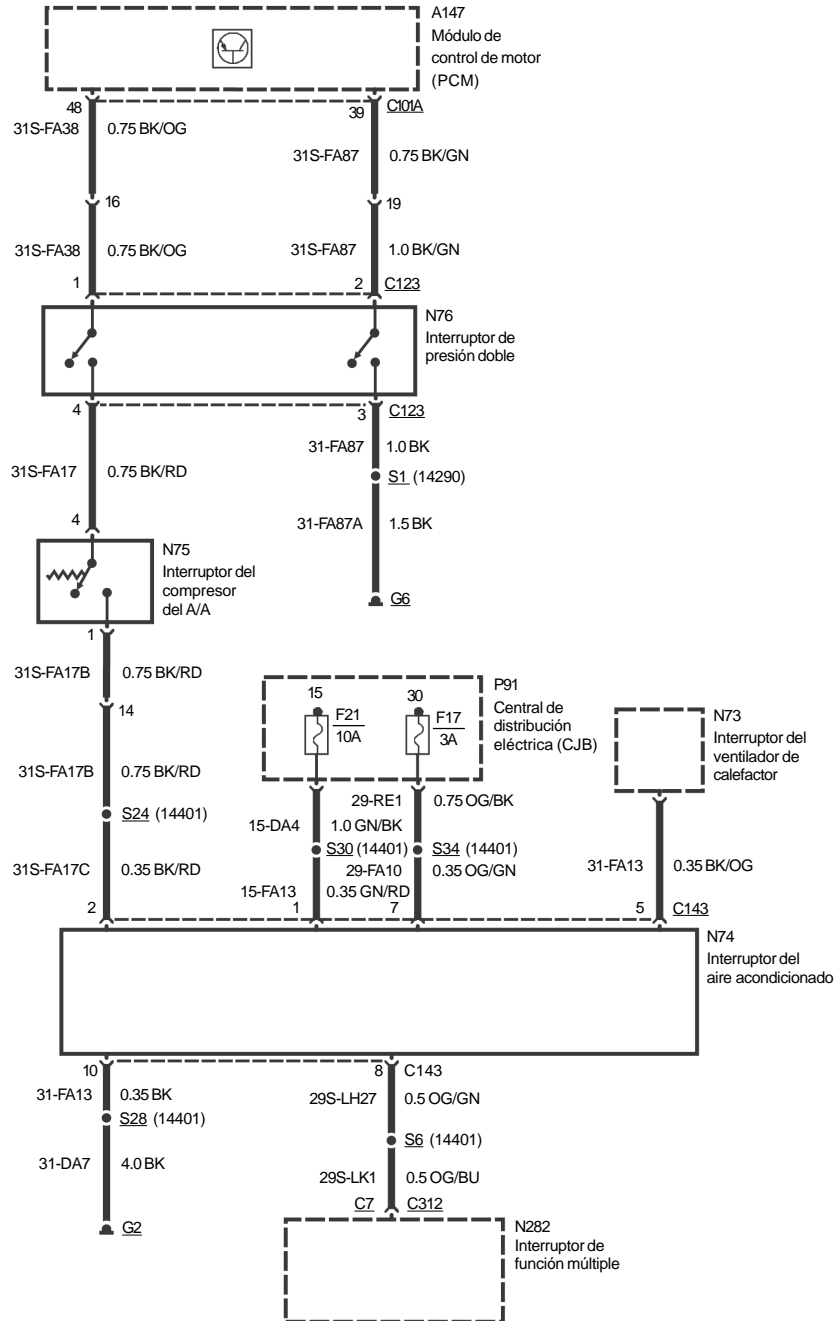 A147
Módulo de
control de motor
(PCM)
48
39
C101A
31S-FA38
0.75 BK/OG
31S-FA87
0.75 BK/GN
16
19
31S-FA38
0.75 BK/OG
31S-FA87
1.0 BK/GN
1
2
C123
N76
Interruptor de
presión doble
4
3
C123
31-FA87
1.0 BK
31S-FA17
0.75 BK/RD
S1 (14290)
4
31-FA87A
1.5 BK
N75
Interruptor del
compresor
del A/A
G6
1
31S-FA17B
0.75 BK/RD
14
P91
Central de
distribución
eléctrica (CJB)
15
30
F21
10A
F17
3A
N73
Interruptor del
ventilador de
calefactor
31S-FA17B
0.75 BK/RD
29-RE1
0.75 OG/BK
S24 (14401)
15-DA4
1.0 GN/BK
S30 (14401)
S34 (14401)
31S-FA17C
0.35 BK/RD
29-FA10
0.35 OG/GN
31-FA13
0.35 BK/OG
15-FA13
0.35 GN/RD
2
1
7
5
C143
N74
Interruptor del
aire acondicionado
10
8
C143
31-FA13
0.35 BK
29S-LH27
0.5 OG/GN
S28 (14401)
S6 (14401)
31-DA7
4.0 BK
29S-LK1
0.5 OG/BU
C7
C312
G2
N282
Interruptor de
función múltiple